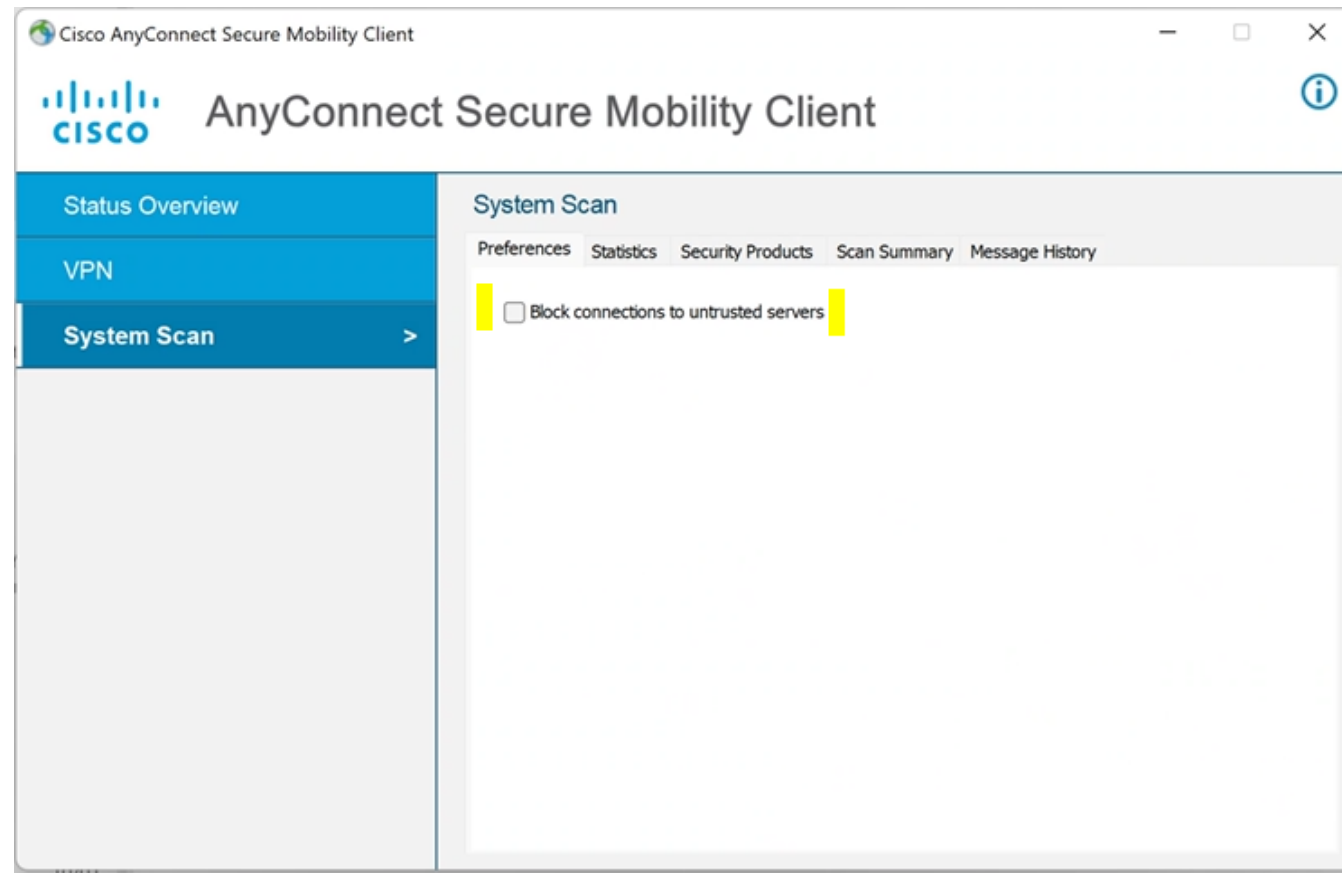 Cisco AnyConnect Secure Mobility Client
CISCO
AnyConnect Secure Mobility Client
Status Overview
VPN
System Scan >
System Scan
Preferences Statistics Security Products Scan Summary Message History
Block connections to untrusted servers